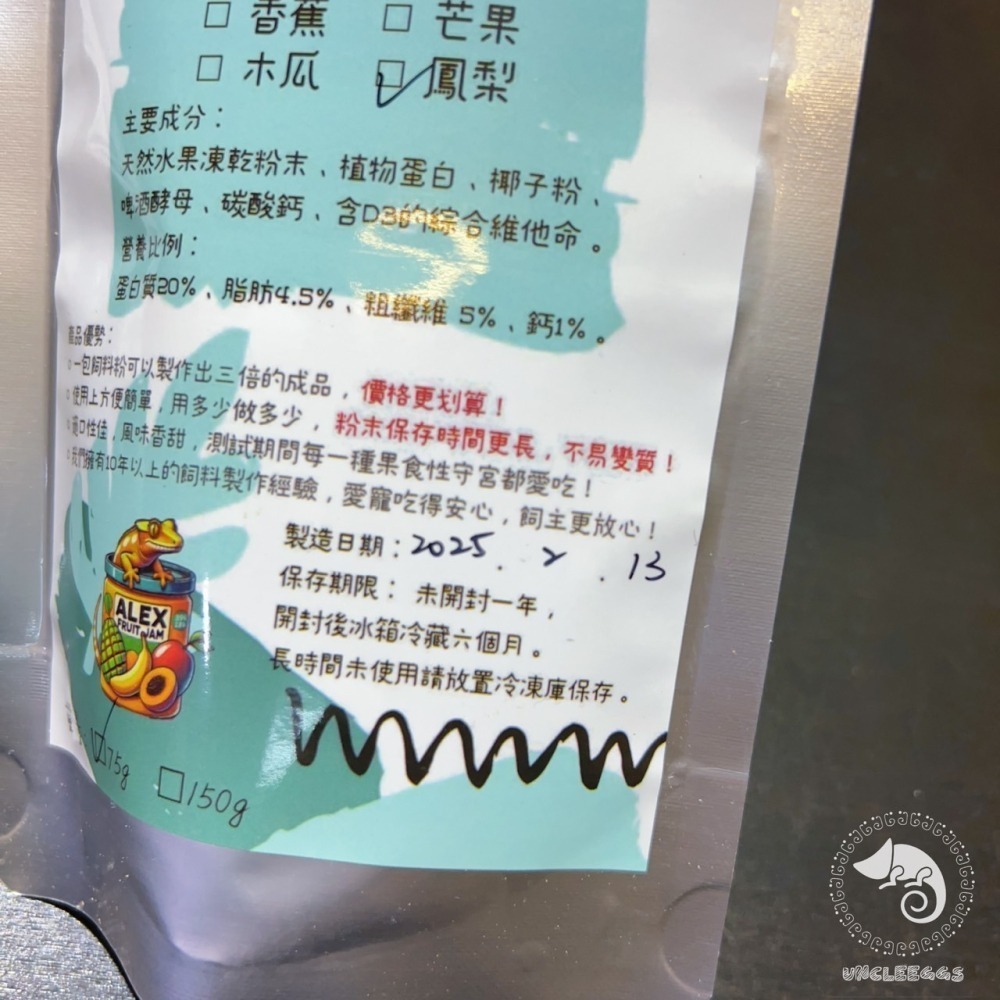 □ 香蕉 □ 芒果
□ 木瓜 ☑ 鳳梨
主要成分：
天然水果凍乾粉末、植物蛋白、椰子粉、
啤酒酵母、碳酸鈣、含D3的綜合維他命。
營養比例：
蛋白質20%、脂肪4.5%、粗纖維 5%、鈣1%。
產品優勢：
一包飼料粉可以製作出三倍的成品，價格更划算！
使用上方便簡單，用多少做多少，粉末保存時間更長，不易變質！
適口性佳，風味香甜，測試期間每一種果食性守宮都愛吃！
我們擁有10年以上的飼料製作經驗，愛寵吃得安心，飼主更放心！
製造日期：2025. 2. 13
保存期限： 未開封一年，
開封後冰箱冷藏六個月。
長時間未使用請放置冷凍庫保存。
ALEX
FRUIT JAM
☑75g □150g
UNCLEEGGS